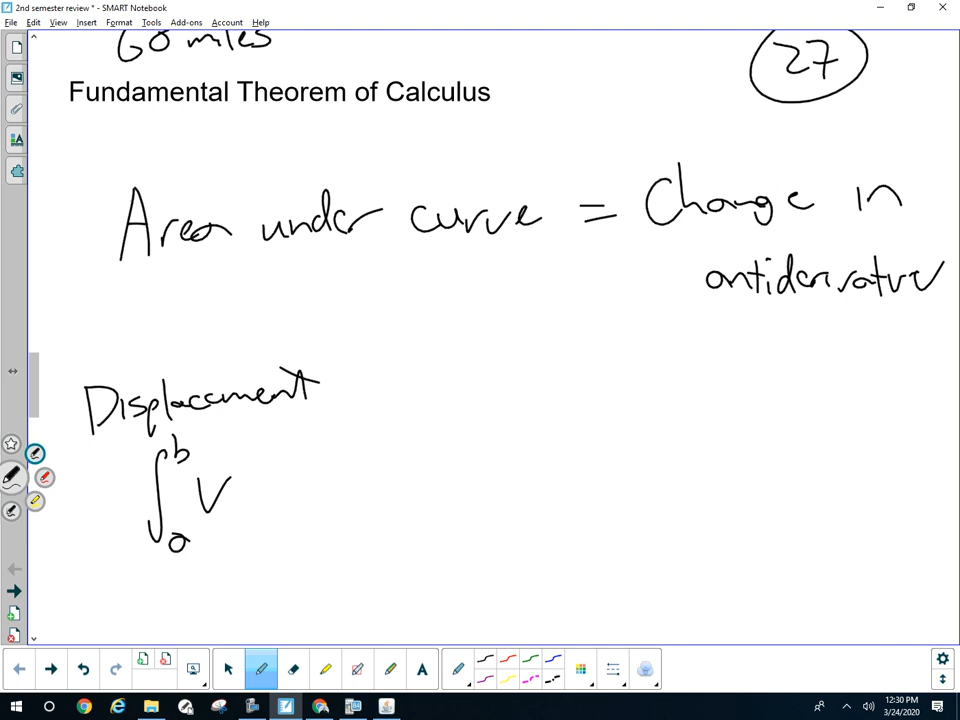 2nd semester review * - SMART Notebook
File Edit View Insert Format Tools Add-ons Account Help
60 miles
27
Fundamental Theorem of Calculus
Area under curve = Change in
antiderivative
Displacement
∫ b a V
A
12:30 PM
3/24/2020